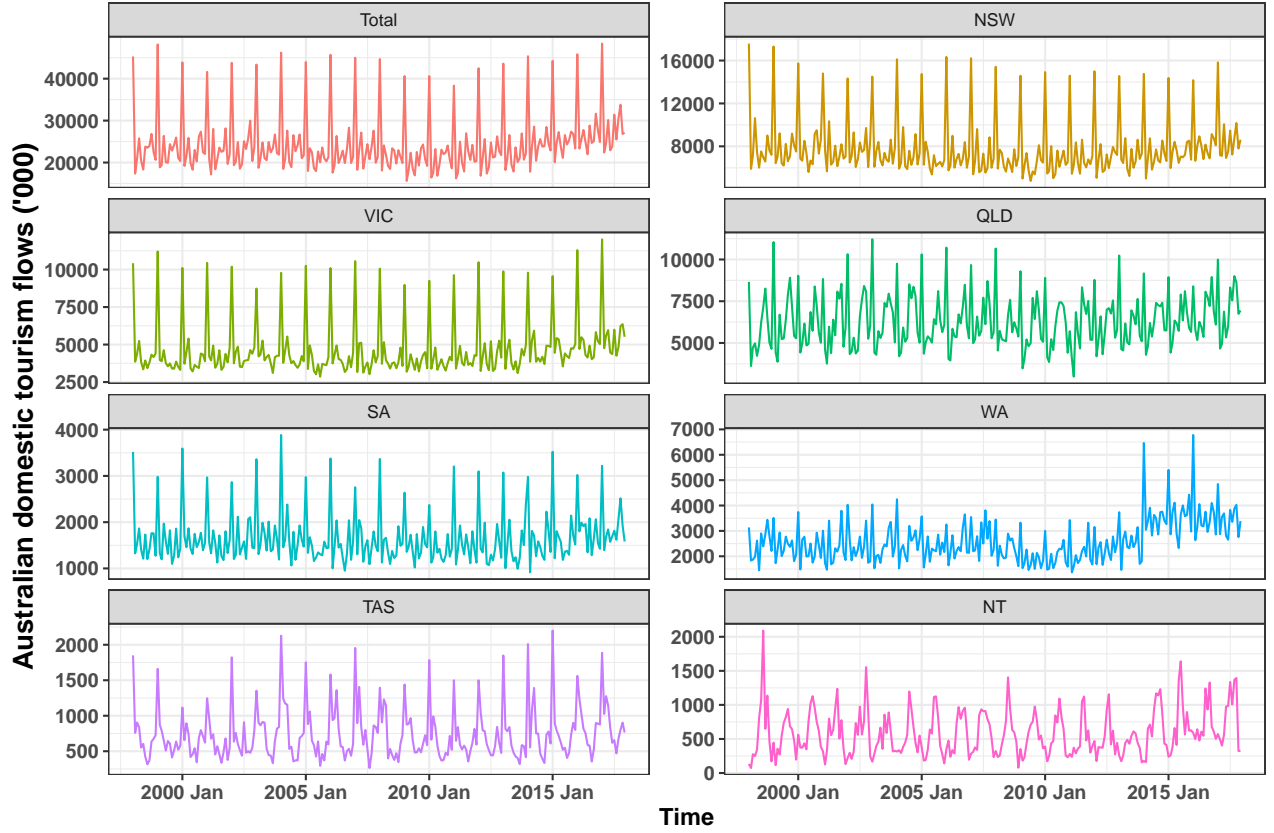 Total
NSW
40000
30000
20000
16000
12000
8000
VIC
QLD
10000
7500
5000
2500
10000
7500
5000
SA
WA
4000
3000
2000
1000
7000
6000
5000
4000
3000
2000
TAS
NT
2000
1500
1000
500
2000
1500
1000
500
0
2000 Jan
2005 Jan
2010 Jan
2015 Jan
2000 Jan
2005 Jan
2010 Jan
2015 Jan
Time
Australian domestic tourism flows ('000)